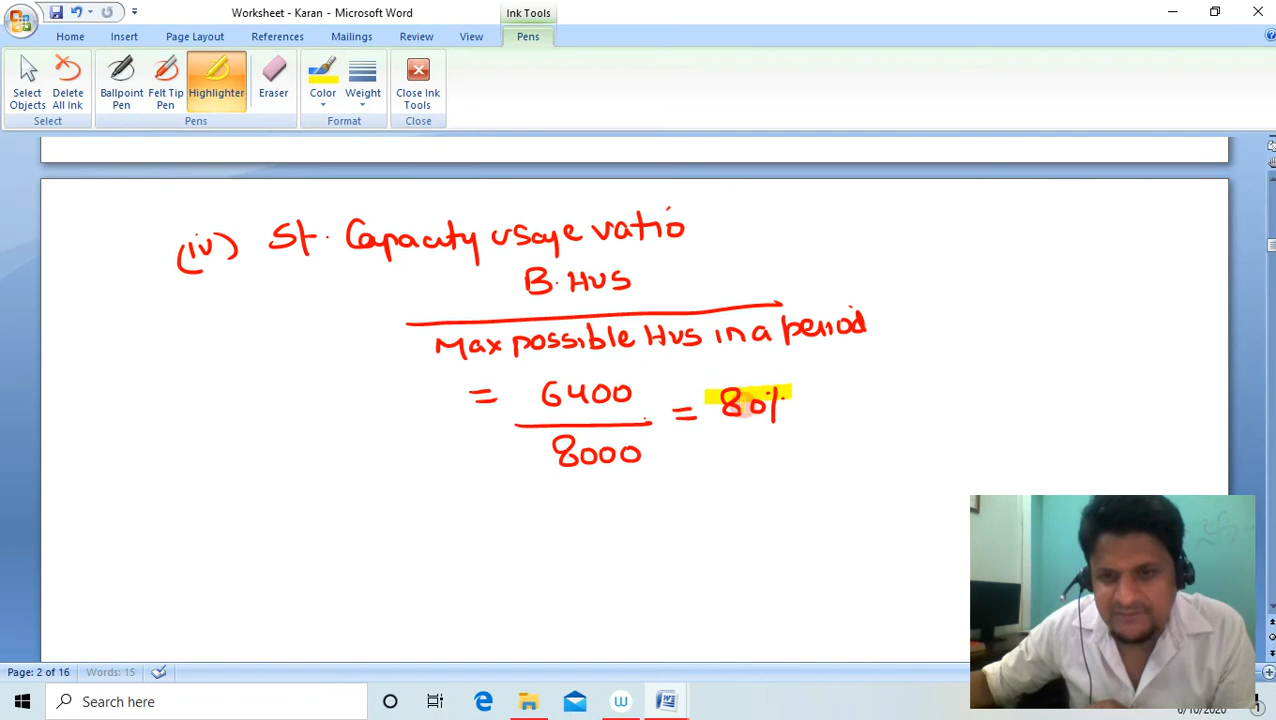 Worksheet - Karan - Microsoft Word
Ink Tools
Home
Insert
Page Layout
References
Mailings
Review
View
Pens
Select Objects
Delete All Ink
Ballpoint Pen
Felt Tip Pen
Highlighter
Eraser
Color
Weight
Close Ink Tools
Select
Pens
Format
Close
(iv) St. Capacity usage ratio
B. Hrs
Max possible Hrs in a period
= 6400 / 8000 = 80%
Page: 2 of 16
Words: 15
Search here
6/10/2020